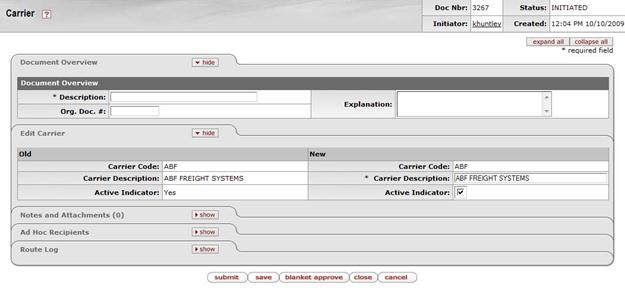 Carrier ?
Doc Nbr: 3267 Status: INITIATED
Initiator: khuntley Created: 12:04 PM 10/10/2009
expand all collapse all
* required field
Document Overview hide
Document Overview
* Description: Explanation:
Org. Doc. #:
Edit Carrier hide
Old New
Carrier Code: ABF Carrier Code: ABF
Carrier Description: ABF FREIGHT SYSTEMS * Carrier Description: ABF FREIGHT SYSTEMS
Active Indicator: Yes Active Indicator:
Notes and Attachments (0) show
Ad Hoc Recipients show
Route Log show
submit save blanket approve close cancel